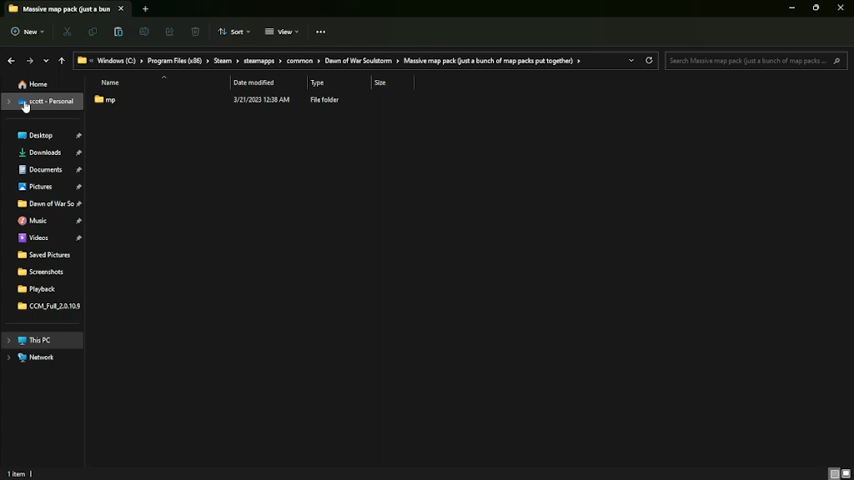 Massive map pack (just a bun
New
Sort
View
Windows (C:) › Program Files (x86) › Steam › steamapps › common › Dawn of War Soulstorm › Massive map pack (just a bunch of map packs put together) ›
Search Massive map pack (just a bunch of map packs ...
Home
Name
Date modified
Type
Size
scott - Personal
mp
3/21/2023 12:38 AM
File folder
Desktop
Downloads
Documents
Pictures
Dawn of War So
Music
Videos
Saved Pictures
Screenshots
Playback
CCM_Full_2.0.10.9
This PC
Network
1 item